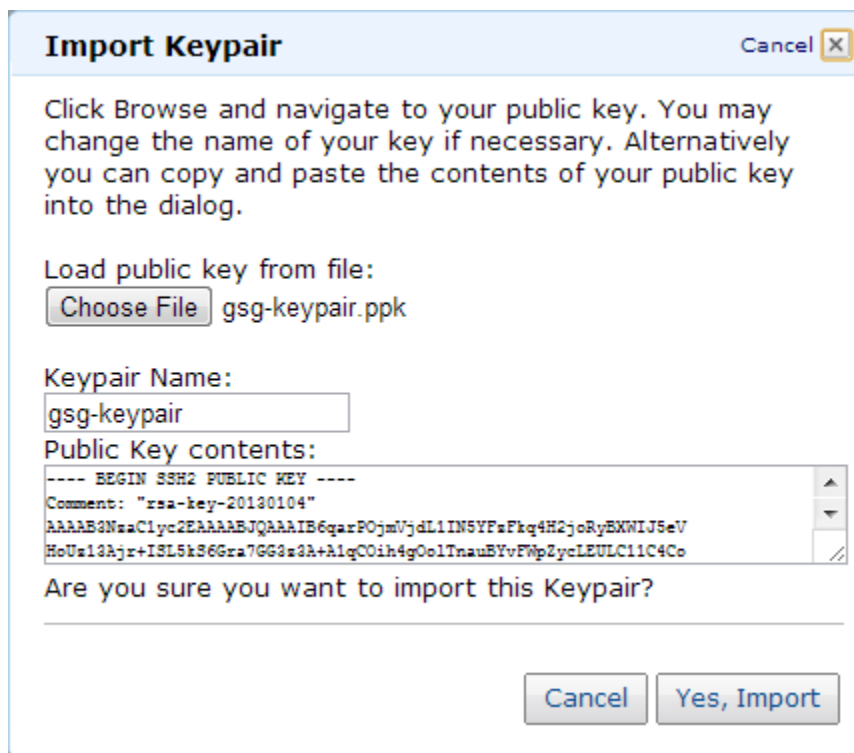 Import Keypair
Cancel
Click Browse and navigate to your public key. You may
change the name of your key if necessary. Alternatively
you can copy and paste the contents of your public key
into the dialog.
Load public key from file:
Choose File gsg-keypair.ppk
Keypair Name:
gsg-keypair
Public Key contents:
---- BEGIN SSH2 PUBLIC KEY ----
Comment: "rsa-key-20130104"
Are you sure you want to import this Keypair?
Cancel
Yes, Import